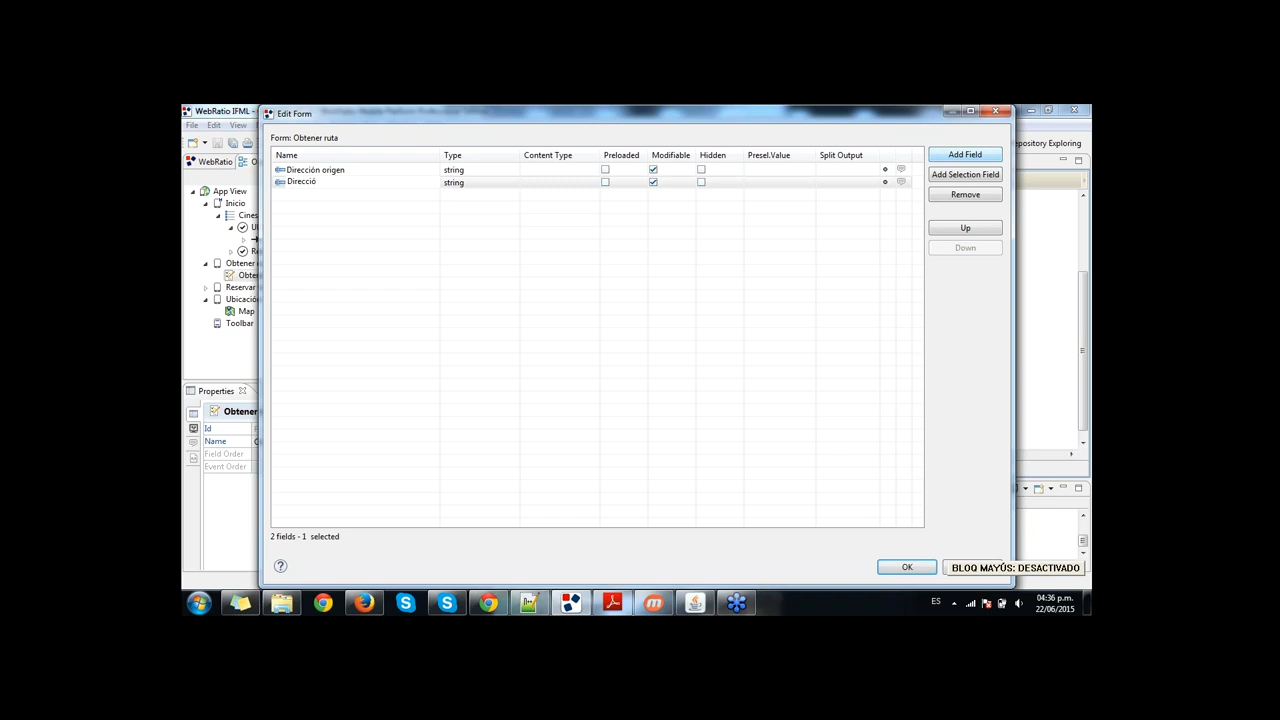 WebRatio IFML -
File Edit View
epository Exploring
WebRatio
App View
Inicio
Cines
Obtener
Obten
Reservar
Ubicació
Map
Toolbar
Properties
Obtener
Id
Name
Field Order
Event Order
Edit Form
Form: Obtener ruta
Name Type Content Type Preloaded Modifiable Hidden Presel.Value Split Output
Dirección origen string
Direcció string
Add Field
Add Selection Field
Remove
Up
Down
2 fields - 1 selected
?
OK
BLOQ MAYÚS: DESACTIVADO
ES
04:36 p.m.
22/06/2015